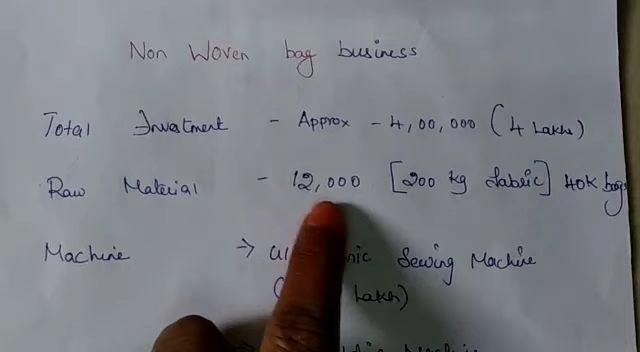 Non Woven bag business
Total Investment - Approx - 4,00,000 (4 Lakhs)
Raw Material - 12,000 [200 kg fabric] 40K bags
Machine → Sewing Machine
Lakh)